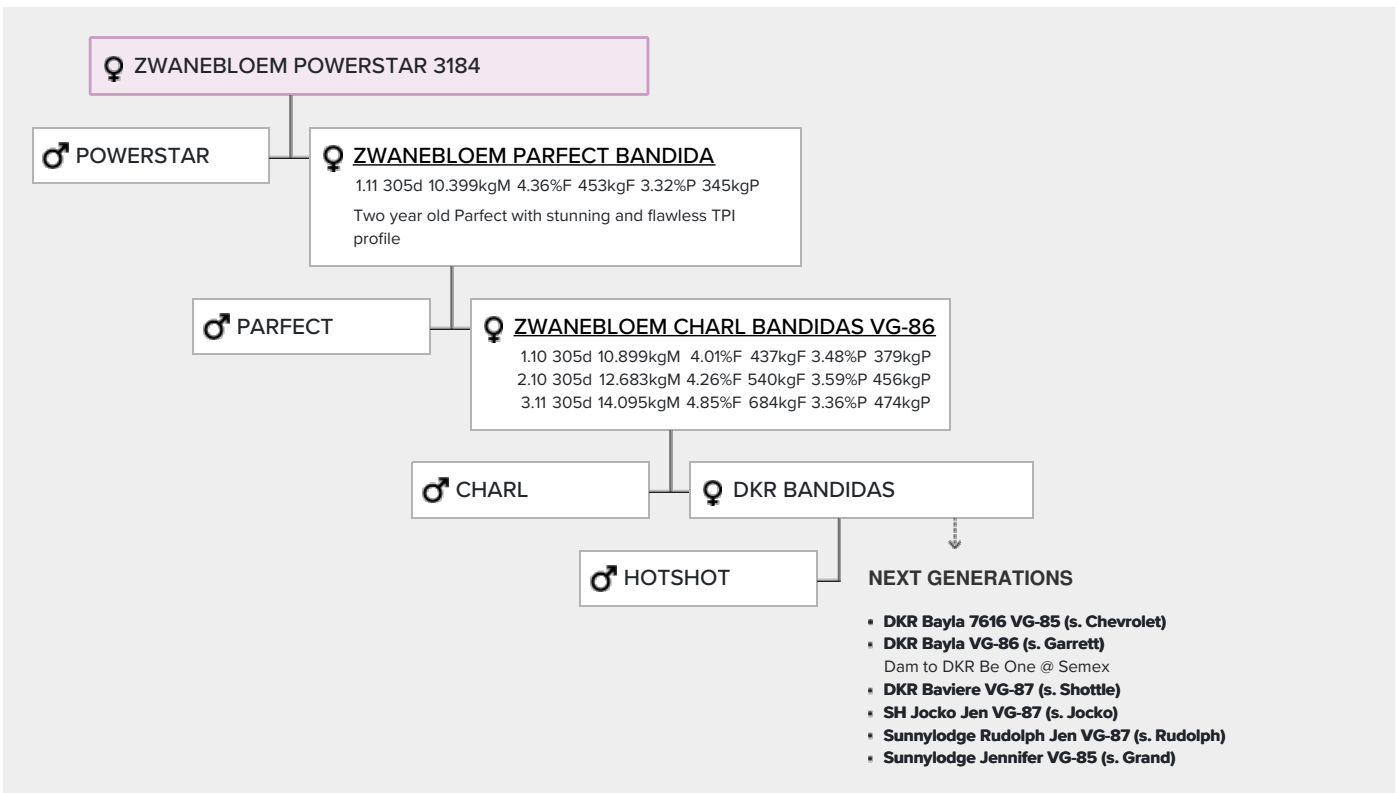 ZWANEBLOEM POWERSTAR 3184
POWERSTAR
ZWANEBLOEM PARFECT BANDIDA
1.11 305d 10.399kgM 4.36%F 453kgF 3.32%P 345kgP
Two year old Parfect with stunning and flawless TPI
profile
PARFECT
ZWANEBLOEM CHARL BANDIDAS VG-86
1.10 305d 10.899kgM 4.01%F 437kgF 3.48%P 379kgP
2.10 305d 12.683kgM 4.26%F 540kgF 3.59%P 456kgP
3.11 305d 14.095kgM 4.85%F 684kgF 3.36%P 474kgP
CHARL
DKR BANDIDAS
HOTSHOT
NEXT GENERATIONS
DKR Bayla 7616 VG-85 (s. Chevrolet)
DKR Bayla VG-86 (s. Garrett)
Dam to DKR Be One @ Semex
DKR Baviere VG-87 (s. Shottle)
SH Jocko Jen VG-87 (s. Jocko)
Sunnylodge Rudolph Jen VG-87 (s. Rudolph)
Sunnylodge Jennifer VG-85 (s. Grand)